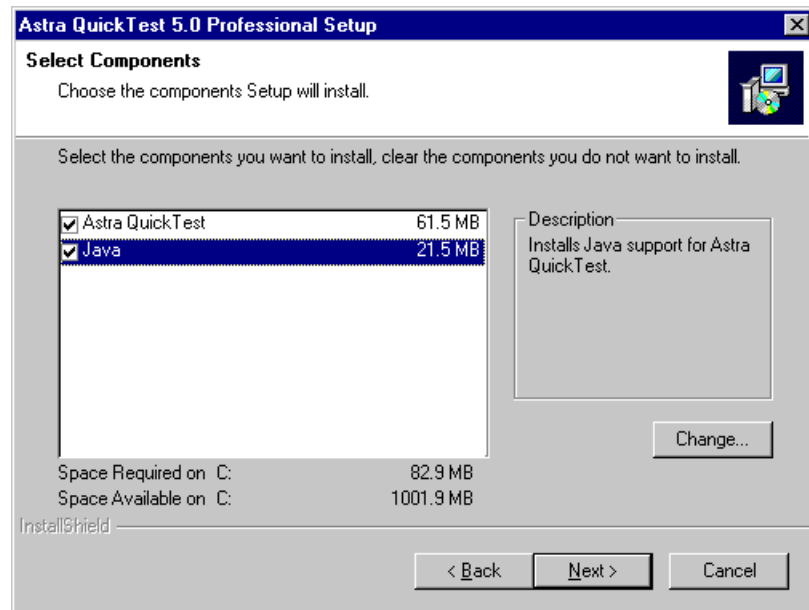 Astra QuickTest 5.0 Professional Setup
Select Components
Choose the components Setup will install.
Select the components you want to install, clear the components you do not want to install.
Astra QuickTest 61.5 MB
Java 21.5 MB
Description
Installs Java support for Astra
QuickTest.
Change...
Space Required on C: 82.9 MB
Space Available on C: 1001.9 MB
InstallShield
< Back Next > Cancel